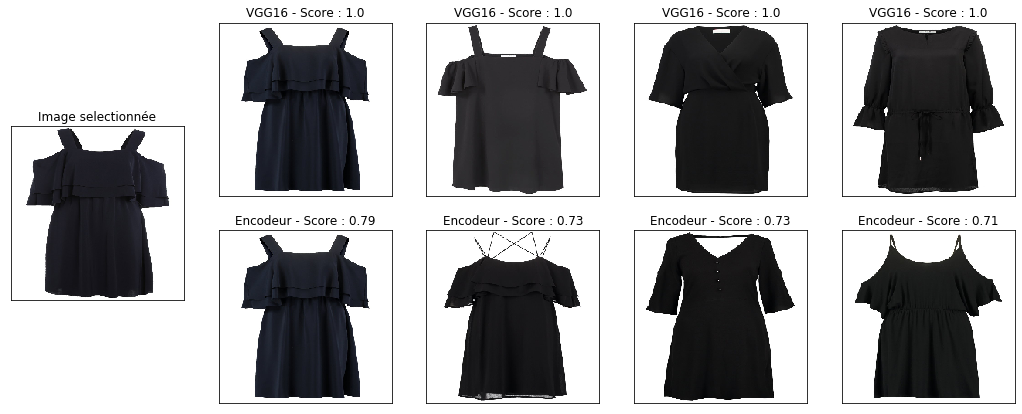 VGG16 - Score : 1.0
VGG16 - Score : 1.0
VGG16 - Score : 1.0
VGG16 - Score : 1.0
Image selectionnée
Encodeur - Score : 0.79
Encodeur - Score : 0.73
Encodeur - Score : 0.73
Encodeur - Score : 0.71